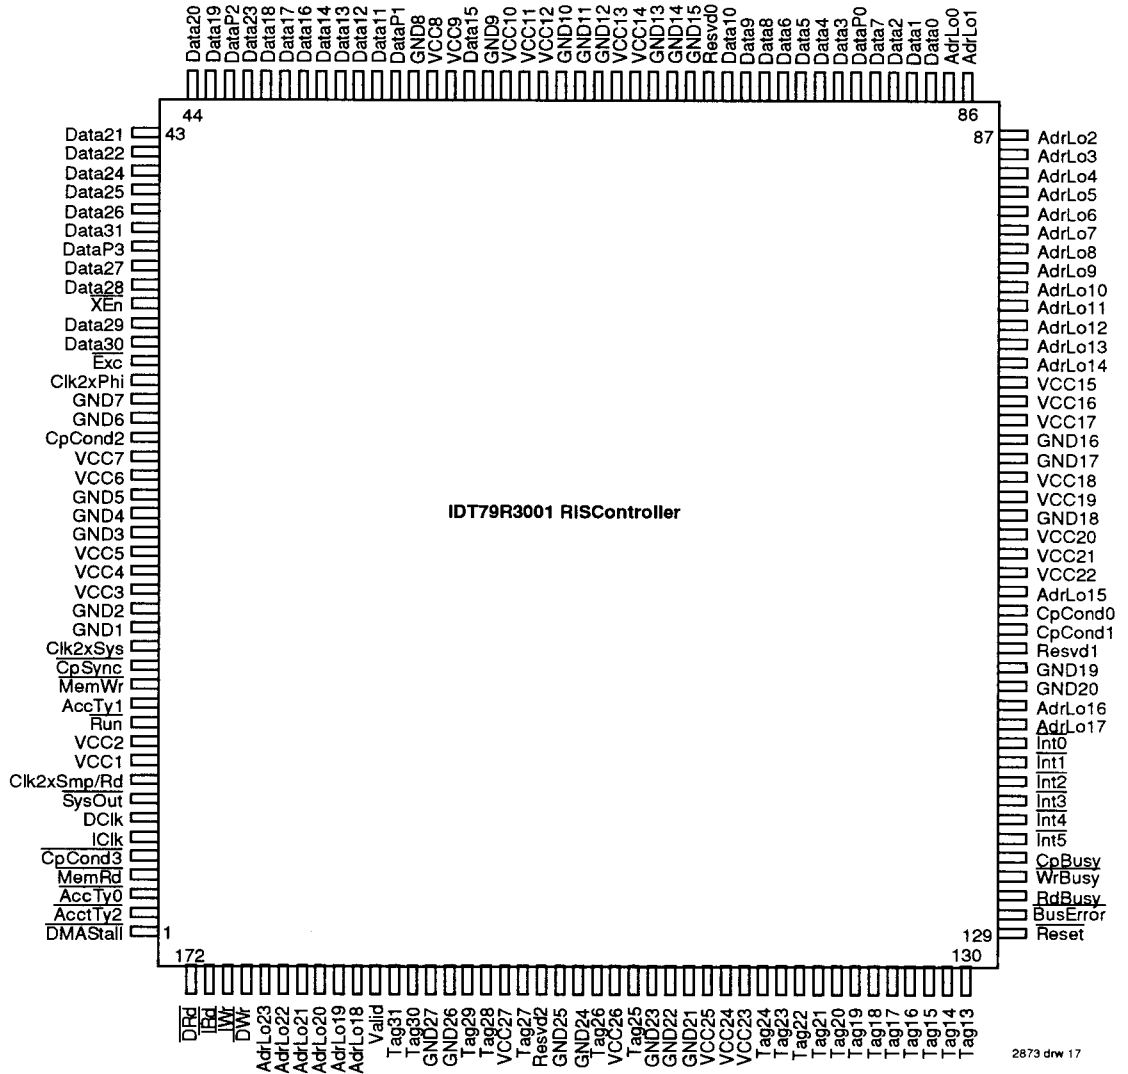 Data20
Data19
DataP2
Data23
Data18
Data17
Data16
Data14
Data13
Data12
Data11
DataP1
GND8
VCC8
VCC9
Data15
GND9
VCC10
VCC11
VCC12
GND10
GND11
GND12
VCC13
VCC14
GND13
GND14
GND15
Resvd0
Data10
Data9
Data8
Data6
Data5
Data4
Data3
DataP0
Data7
Data2
Data1
Data0
AdrLo0
AdrLo1
44
86
43
87
Data21
Data22
Data24
Data25
Data26
Data31
DataP3
Data27
Data28
XEn
Data29
Data30
Exc
Clk2xPhi
GND7
GND6
CpCond2
VCC7
VCC6
GND5
GND4
GND3
VCC5
VCC4
VCC3
GND2
GND1
Clk2xSys
CpSync
MemWr
AccTy1
Run
VCC2
VCC1
Clk2xSmp/Rd
SysOut
DClk
IClk
CpCond3
MemRd
AccTy0
AcctTy2
DMAStall
IDT79R3001 RISController
AdrLo2
AdrLo3
AdrLo4
AdrLo5
AdrLo6
AdrLo7
AdrLo8
AdrLo9
AdrLo10
AdrLo11
AdrLo12
AdrLo13
AdrLo14
VCC15
VCC16
VCC17
GND16
GND17
VCC18
VCC19
GND18
VCC20
VCC21
VCC22
AdrLo15
CpCond0
CpCond1
Resvd1
GND19
GND20
AdrLo16
AdrLo17
Int0
Int1
Int2
Int3
Int4
Int5
CpBusy
WrBusy
RdBusy
BusError
Reset
1
129
172
130
DRd
IRd
IWr
DWr
AdrLo23
AdrLo22
AdrLo21
AdrLo20
AdrLo19
AdrLo18
Valid
Tag31
Tag30
GND27
GND26
Tag29
Tag28
VCC27
Tag27
Resvd2
GND25
GND24
Tag26
VCC26
Tag25
GND23
GND22
GND21
VCC25
VCC24
VCC23
Tag24
Tag23
Tag22
Tag21
Tag20
Tag19
Tag18
Tag17
Tag16
Tag15
Tag14
Tag13
2873 drw 17